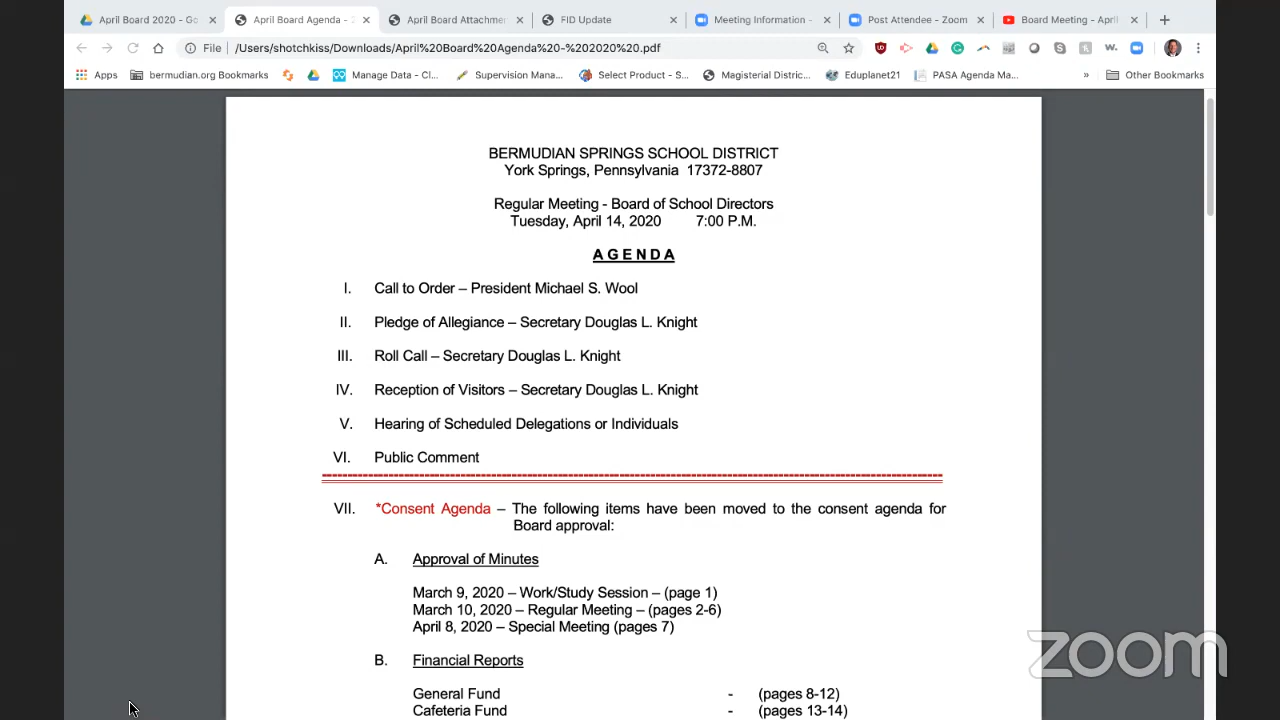 April Board 2020 - Go
April Board Agenda - 2
April Board Attachmer
FID Update
Meeting Information -
Post Attendee - Zoom
Board Meeting - April
File
/Users/shotchkiss/Downloads/April%20Board%20Agenda%20-%202020%20.pdf
Apps
bermudian.org Bookmarks
Manage Data - Cl...
Supervision Mana...
Select Product - S...
Magisterial Distric...
Eduplanet21
PASA Agenda Ma...
»
Other Bookmarks
BERMUDIAN SPRINGS SCHOOL DISTRICT
York Springs, Pennsylvania 17372-8807
Regular Meeting - Board of School Directors
Tuesday, April 14, 2020 7:00 P.M.
A G E N D A
I. Call to Order – President Michael S. Wool
II. Pledge of Allegiance – Secretary Douglas L. Knight
III. Roll Call – Secretary Douglas L. Knight
IV. Reception of Visitors – Secretary Douglas L. Knight
V. Hearing of Scheduled Delegations or Individuals
VI. Public Comment
VII. *Consent Agenda – The following items have been moved to the consent agenda for
Board approval:
A. Approval of Minutes
March 9, 2020 – Work/Study Session – (page 1)
March 10, 2020 – Regular Meeting – (pages 2-6)
April 8, 2020 – Special Meeting (pages 7)
B. Financial Reports
General Fund - (pages 8-12)
Cafeteria Fund - (pages 13-14)
zoom